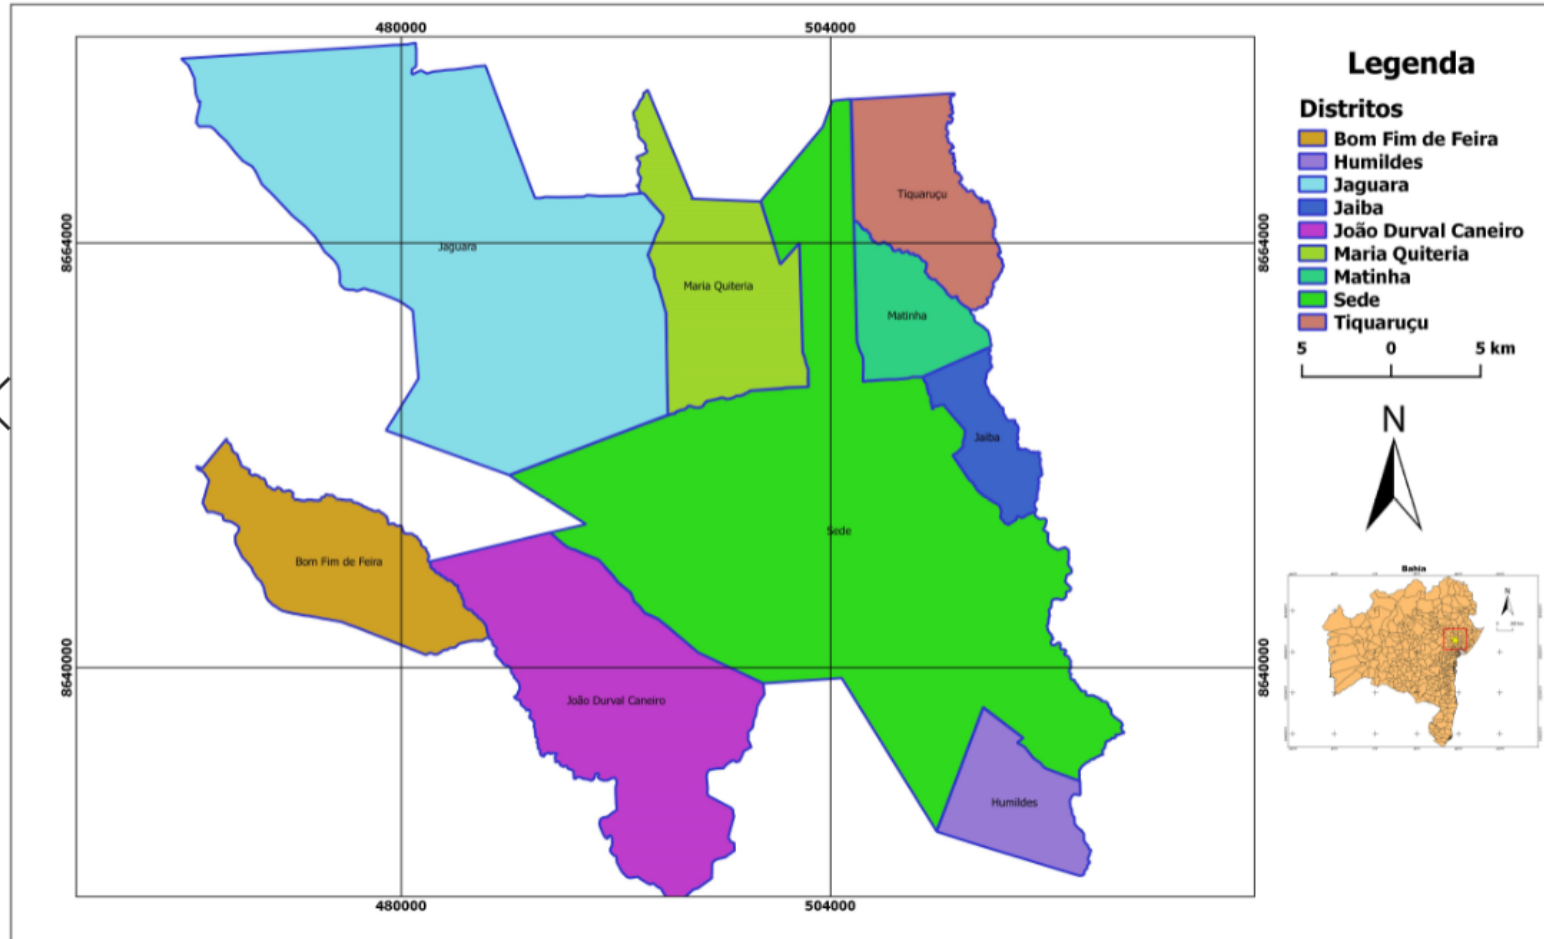 480000
504000
Legenda
Distritos
Bom Fim de Feira
Humildes
Jaguara
Jaiba
João Durval Caneiro
Maria Quiteria
Matinha
Sede
Tiquaruçu
5 0 5 km
N
Bahia
N
8664000
8664000
8640000
8640000
Tiquaruçu
Jaguara
Maria Quiteria
Matinha
Jaiba
Sede
Bom Fim de Feira
João Durval Caneiro
Humildes
480000
504000